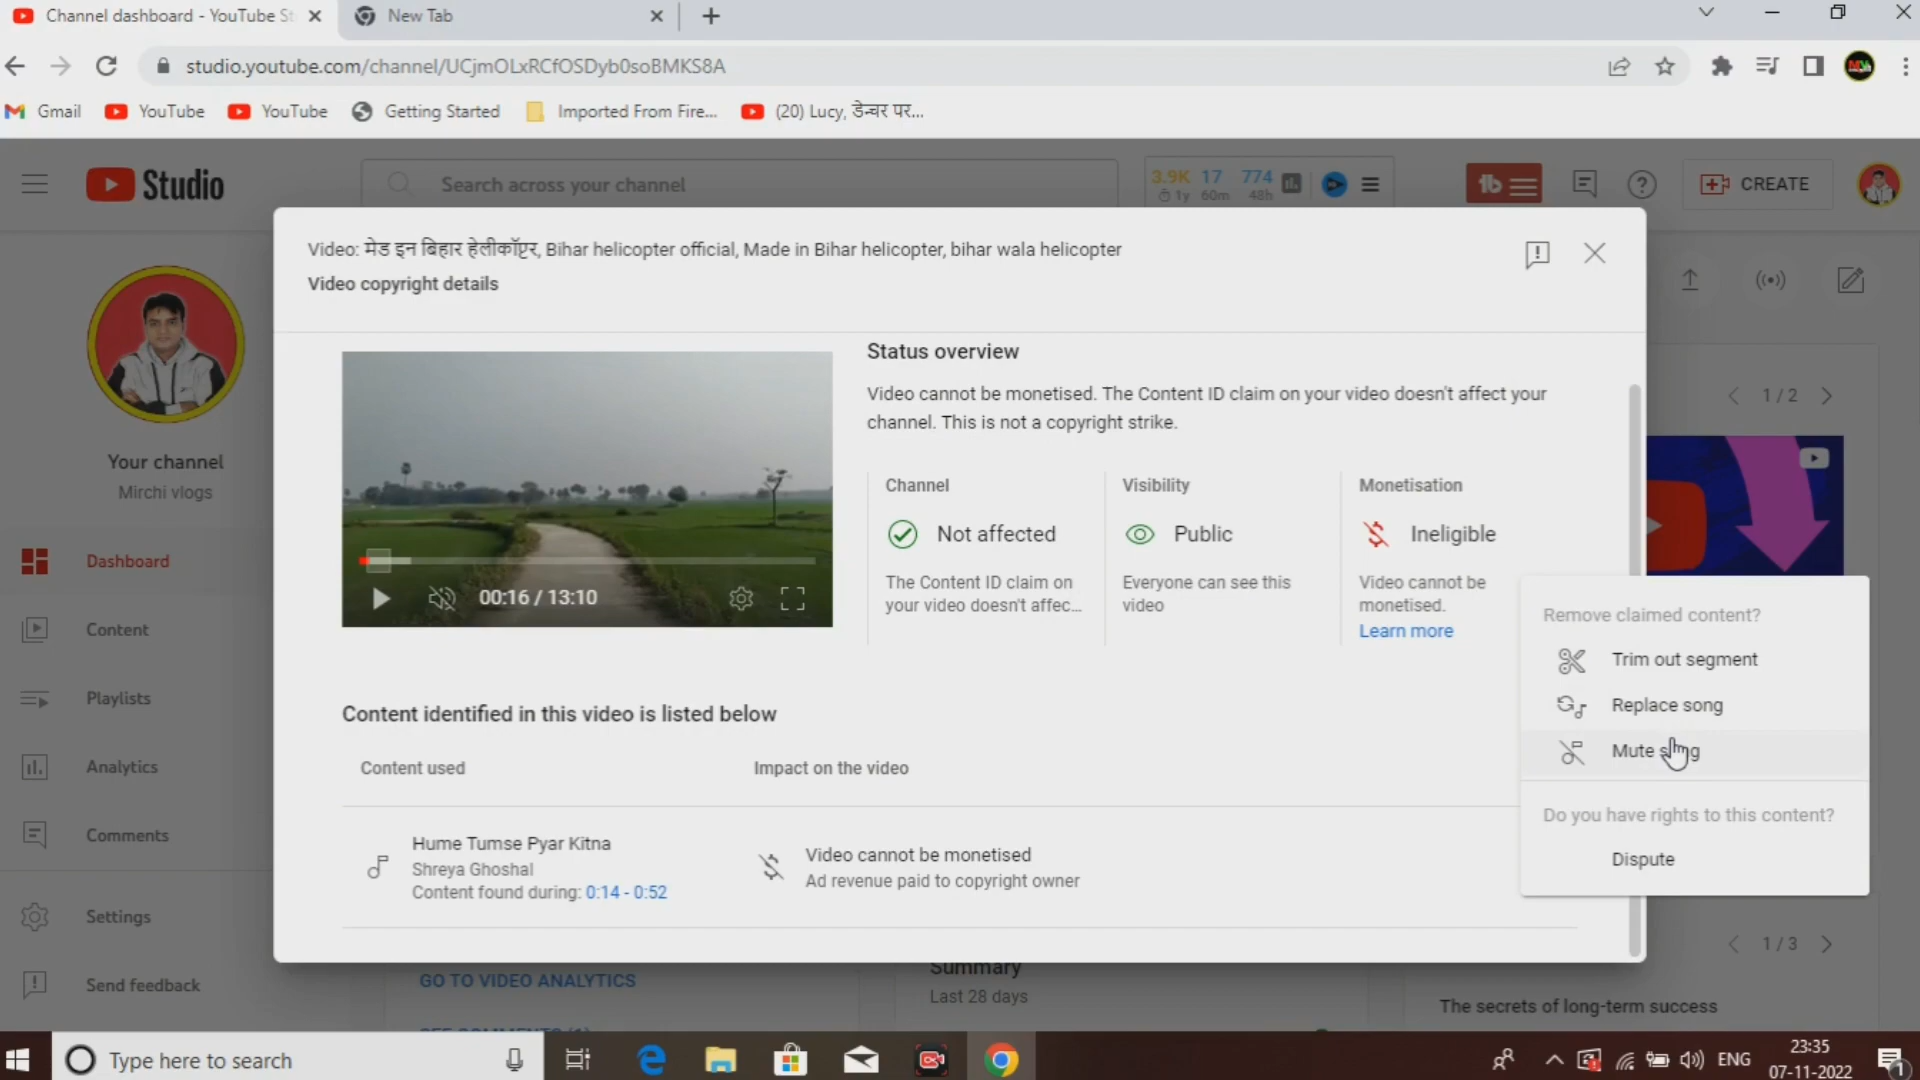 Channel dashboard - YouTube St
New Tab
studio.youtube.com/channel/UCjmOLxRCfOSDyb0soBMKS8A
Gmail
YouTube
YouTube
Getting Started
Imported From Fire...
(20) Lucy, डेन्चर पर...
Studio
Search across your channel
3.9K 17 774
1y 60m 48h
CREATE
Video: मेड इन बिहार हेलीकॉप्टर, Bihar helicopter official, Made in Bihar helicopter, bihar wala helicopter
Video copyright details
Your channel
Mirchi vlogs
Dashboard
Content
Playlists
Analytics
Comments
Settings
Send feedback
00:16 / 13:10
Status overview
Video cannot be monetised. The Content ID claim on your video doesn't affect your
channel. This is not a copyright strike.
Channel
Not affected
The Content ID claim on
your video doesn't affec...
Visibility
Public
Everyone can see this
video
Monetisation
Ineligible
Video cannot be
monetised.
Learn more
1 / 2
Remove claimed content?
Trim out segment
Replace song
Mute song
Do you have rights to this content?
Dispute
Content identified in this video is listed below
Content used
Impact on the video
Hume Tumse Pyar Kitna
Shreya Ghoshal
Content found during: 0:14 - 0:52
Video cannot be monetised
Ad revenue paid to copyright owner
1 / 3
GO TO VIDEO ANALYTICS
Summary
Last 28 days
The secrets of long-term success
Type here to search
ENG
23:35
07-11-2022
1